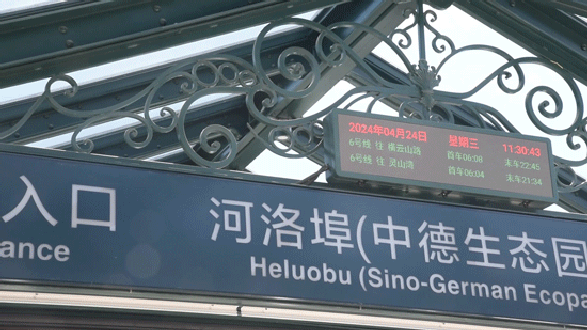 2024年04月24日 星期三 11:30:43
6号线 往 首车06:08 末车22:45
6号线 往 灵山湾 首车06:04 末车21:34
入口 河洛埠(中德生态园
ance Heluobu (Sino-German Ecopa